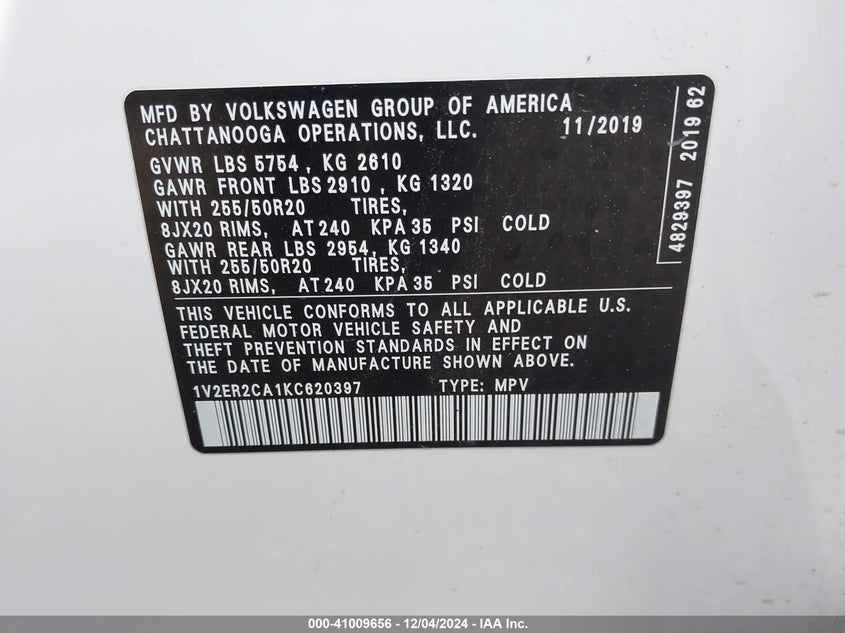 MFD BY VOLKSWAGEN GROUP OF AMERICA
CHATTANOOGA OPERATIONS, LLC. 11/2019
GVWR LBS 5754 , KG 2610
GAWR FRONT LBS 2910 , KG 1320
WITH 255/50R20 TIRES,
8JX20 RIMS, AT 240 KPA 35 PSI COLD
GAWR REAR LBS 2954, KG 1340
WITH 255/50R20 TIRES,
8JX20 RIMS, AT 240 KPA 35 PSI COLD
THIS VEHICLE CONFORMS TO ALL APPLICABLE U.S.
FEDERAL MOTOR VEHICLE SAFETY AND
THEFT PREVENTION STANDARDS IN EFFECT ON
THE DATE OF MANUFACTURE SHOWN ABOVE.
1V2ER2CA1KC620397 TYPE: MPV
4829397 2019 62
000-41009656 - 12/04/2024 - IAA Inc.